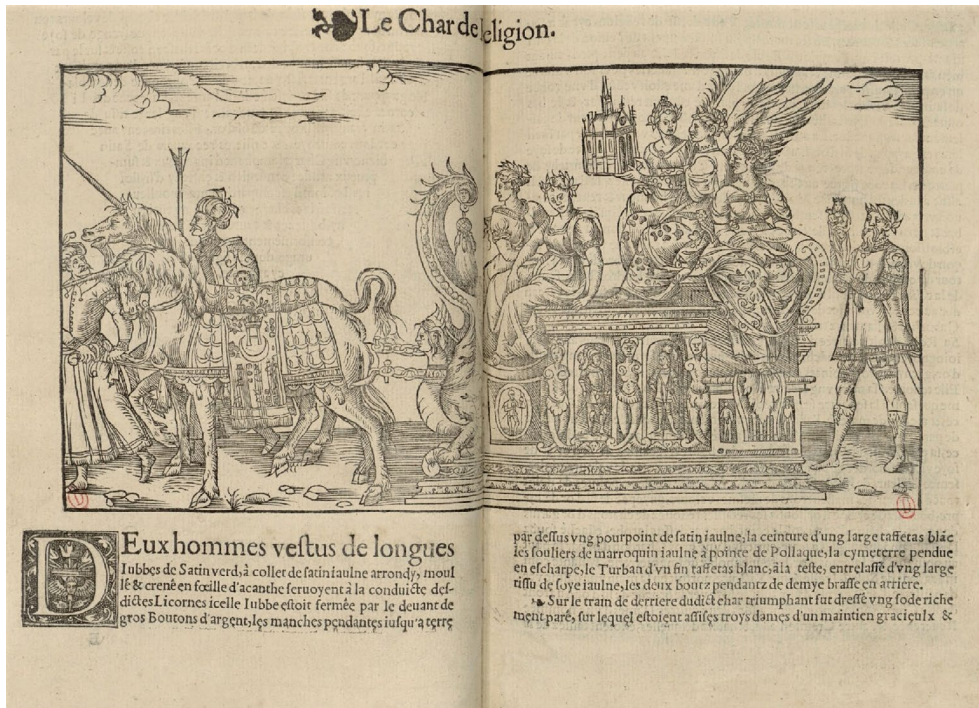 Le Char de Religion.
DEux hommes vestus de longues
Iubbes de Satin verd, à collet de satin iaulne arrondy, moul
lé & crené en fœille d'acanthe seruoyent à la conduicte des-
dictes Licornes icelle Iubbe estoit fermée par le deuant de
gros Boutons d'argent, les manches pendantes iusqu'a terre
par dessus vng pourpoint de satin iaulne, la ceinture d'ung large taffetas blãc
les souliers de marroquin iaulne à pointe de Pollaque, la cymeterre pendue
en escharpe, le Turban d'vn fin taffetas blanc, à la teste, entrelassé d'vng large
tissu de soye iaulne, les deux boutz pendantz de demye brasse en arriere.
Sur le train de derriere dudict char triumphant fut dressé vng sode riche
ment paré, sur lequel estoient assises troys dames d'un maintien gracieulx &